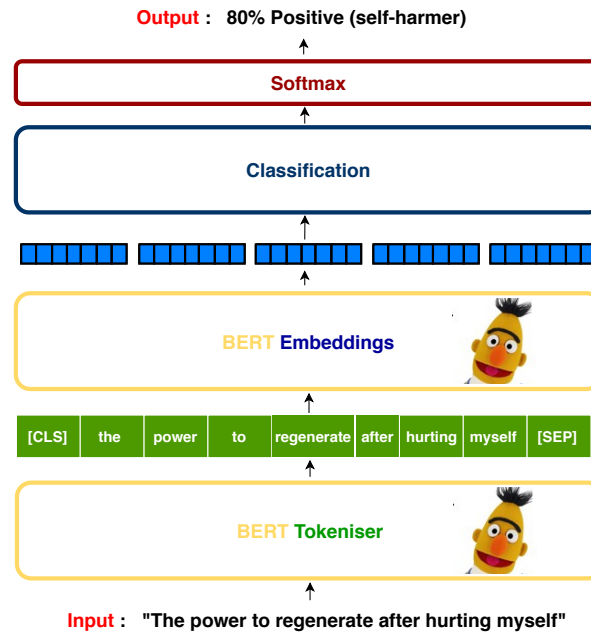 Output : 80% Positive (self-harmer)
Softmax
Classification
BERT Embeddings
[CLS] the power to regenerate after hurting myself [SEP]
BERT Tokeniser
Input : "The power to regenerate after hurting myself"